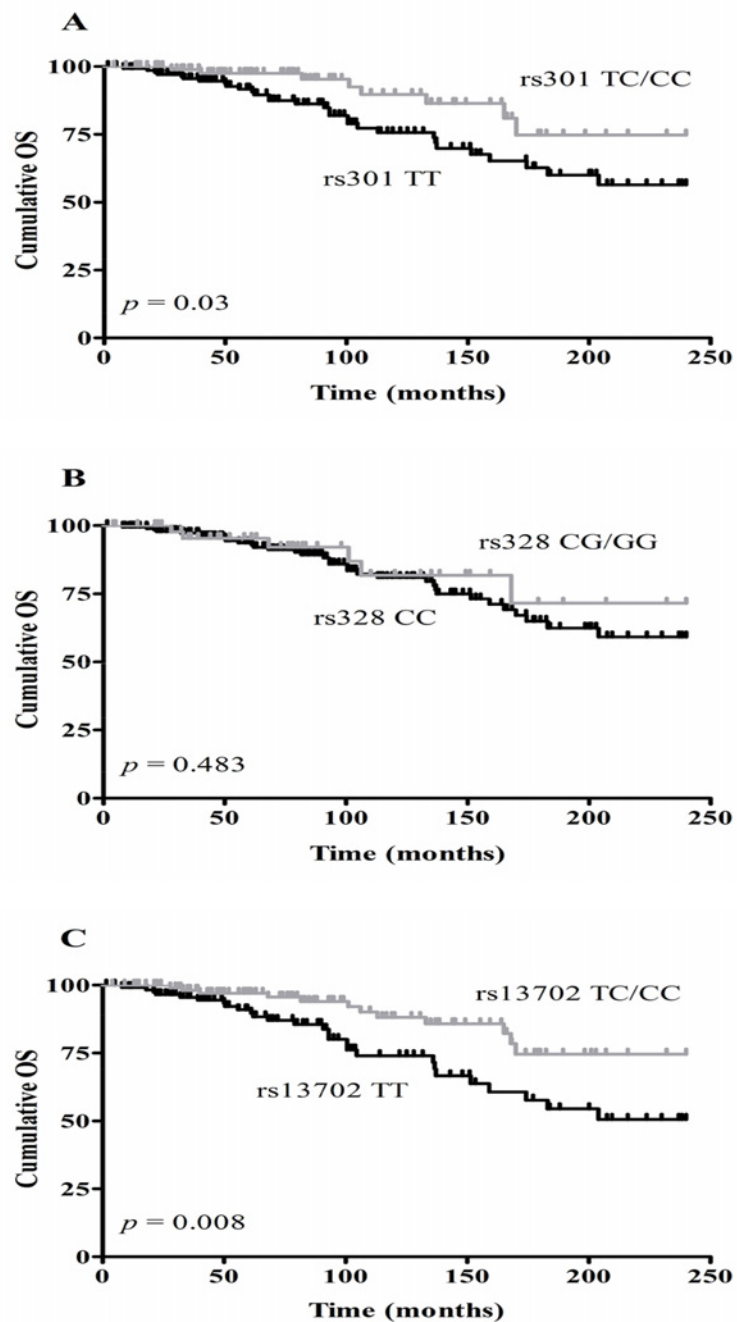 A
100
75
50
25
0
Cumulative OS
rs301 TC/CC
rs301 TT
p = 0.03
0 50 100 150 200 250
Time (months)
B
100
75
50
25
0
Cumulative OS
rs328 CG/GG
rs328 CC
p = 0.483
0 50 100 150 200 250
Time (months)
C
100
75
50
25
0
Cumulative OS
rs13702 TC/CC
rs13702 TT
p = 0.008
0 50 100 150 200 250
Time (months)